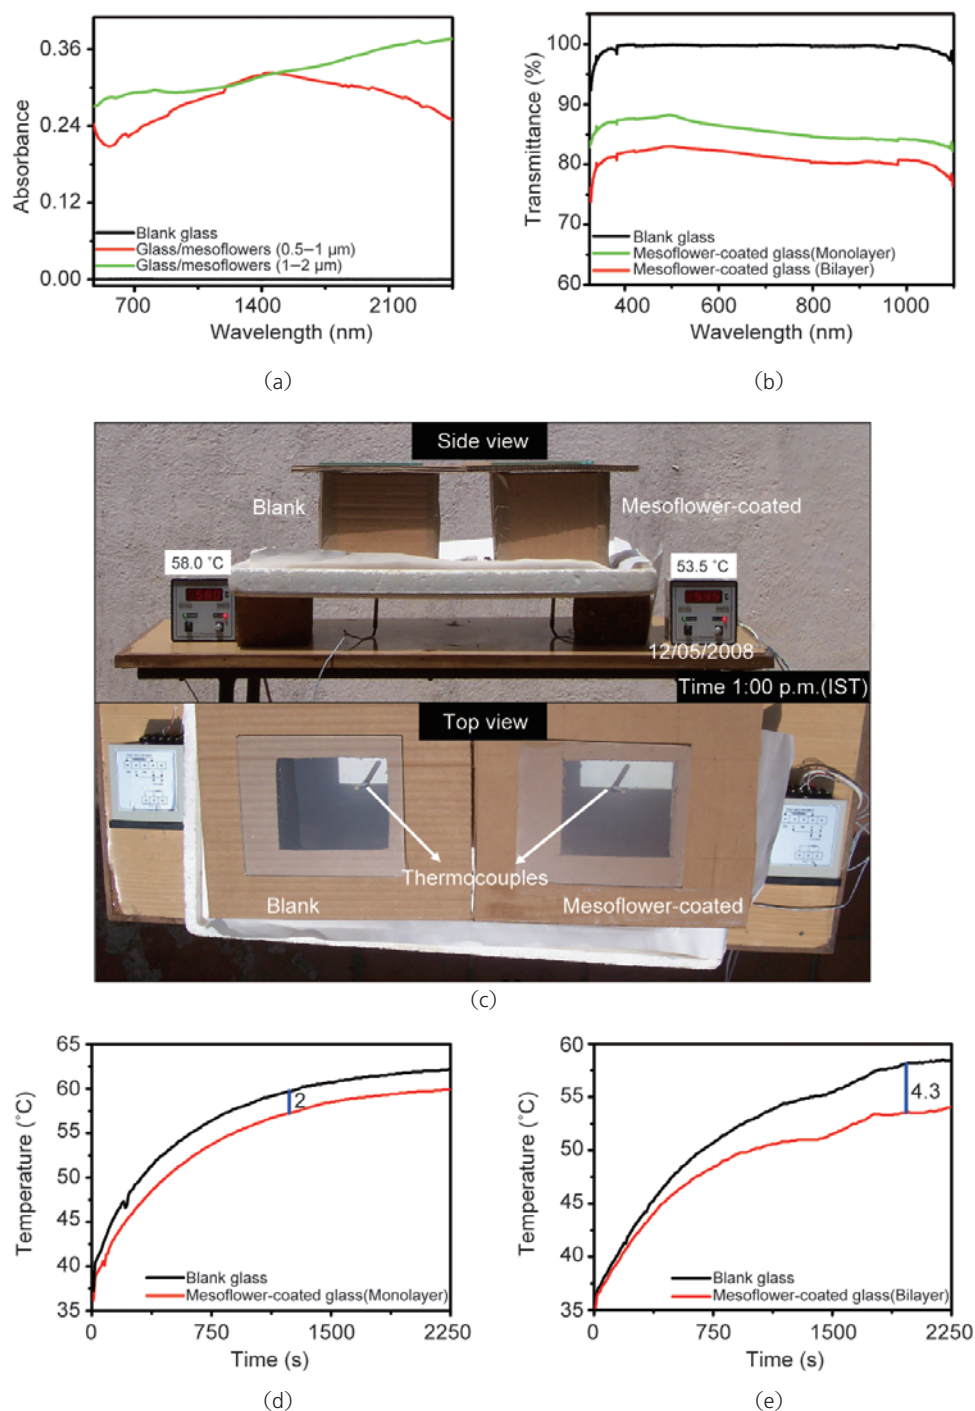 0.36
0.24
0.12
0.00
Absorbance
Blank glass
Glass/mesoflowers (0.5–1 μm)
Glass/mesoflowers (1–2 μm)
700
1400
2100
Wavelength (nm)
(a)
100
90
80
70
60
Transmittance (%)
Blank glass
Mesoflower-coated glass(Monolayer)
Mesoflower-coated glass (Bilayer)
400
600
800
1000
Wavelength (nm)
(b)
Side view
Blank
Mesoflower-coated
58.0 °C
53.5 °C
12/05/2008
Time 1:00 p.m.(IST)
Top view
Thermocouples
Blank
Mesoflower-coated
(c)
65
60
55
50
45
40
35
Temperature (°C)
2
Blank glass
Mesoflower-coated glass(Monolayer)
0
750
1500
2250
Time (s)
(d)
60
55
50
45
40
35
Temperature (°C)
4.3
Blank glass
Mesoflower-coated glass(Bilayer)
0
750
1500
2250
Time (s)
(e)